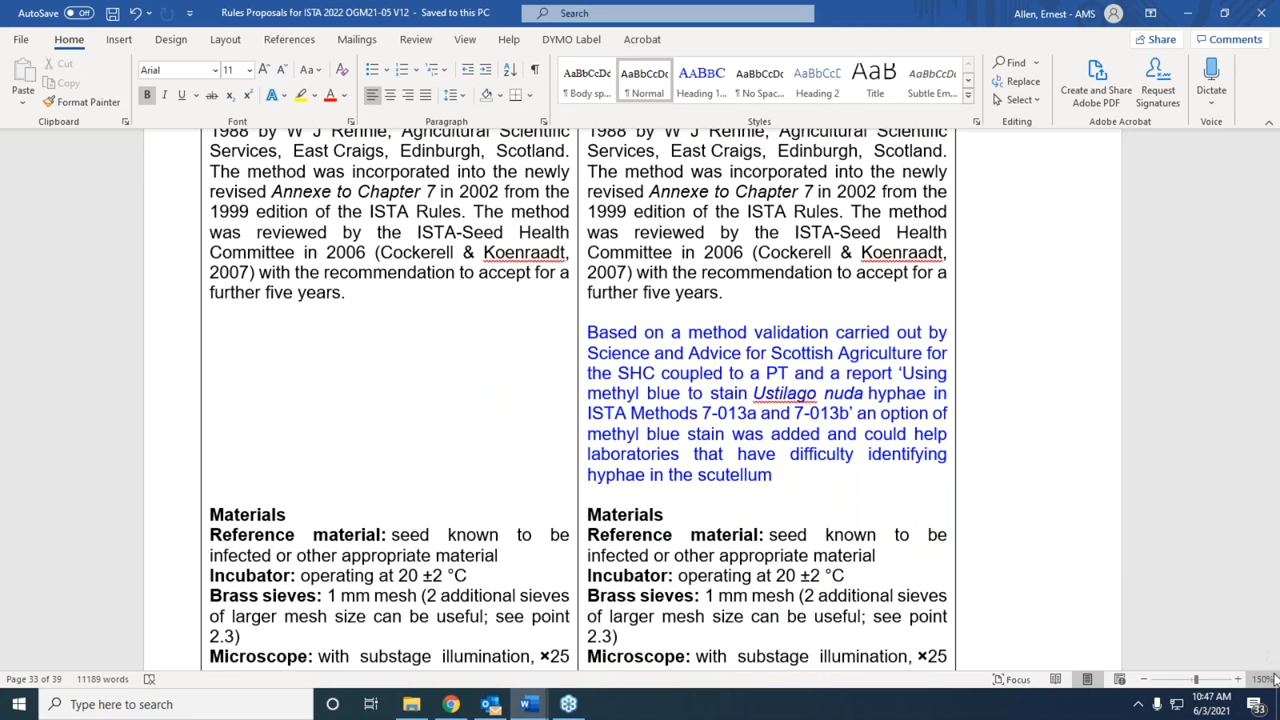 AutoSave Off
Rules Proposals for ISTA 2022 OGM21-05 V12 - Saved to this PC
Search
Allen, Ernest - AMS
File Home Insert Design Layout References Mailings Review View Help DYMO Label Acrobat
Share Comments
Paste
Cut
Copy
Format Painter
Clipboard
Arial 11
Font
Paragraph
AaBbCcDc AaBbCcDc AABBC AaBbCcDc AaBbCcDc AaB AaBbCcDc
¶ Body sp... ¶ Normal Heading 1... ¶ No Spac... Heading 2 Title Subtle Em...
Styles
Find
Replace
Select
Editing
Create and Share
Adobe PDF
Request
Signatures
Adobe Acrobat
Dictate
Voice
1988 by W J Rennie, Agricultural Scientific
Services, East Craigs, Edinburgh, Scotland.
The method was incorporated into the newly
revised Annexe to Chapter 7 in 2002 from the
1999 edition of the ISTA Rules. The method
was reviewed by the ISTA-Seed Health
Committee in 2006 (Cockerell & Koenraadt,
2007) with the recommendation to accept for a
further five years.
Materials
Reference material: seed known to be
infected or other appropriate material
Incubator: operating at 20 ±2 °C
Brass sieves: 1 mm mesh (2 additional sieves
of larger mesh size can be useful; see point
2.3)
Microscope: with substage illumination, ×25
1988 by W J Rennie, Agricultural Scientific
Services, East Craigs, Edinburgh, Scotland.
The method was incorporated into the newly
revised Annexe to Chapter 7 in 2002 from the
1999 edition of the ISTA Rules. The method
was reviewed by the ISTA-Seed Health
Committee in 2006 (Cockerell & Koenraadt,
2007) with the recommendation to accept for a
further five years.
Based on a method validation carried out by
Science and Advice for Scottish Agriculture for
the SHC coupled to a PT and a report ‘Using
methyl blue to stain Ustilago nuda hyphae in
ISTA Methods 7-013a and 7-013b’ an option of
methyl blue stain was added and could help
laboratories that have difficulty identifying
hyphae in the scutellum
Materials
Reference material: seed known to be
infected or other appropriate material
Incubator: operating at 20 ±2 °C
Brass sieves: 1 mm mesh (2 additional sieves
of larger mesh size can be useful; see point
2.3)
Microscope: with substage illumination, ×25
Page 33 of 39 11189 words
Focus
150%
Type here to search
10:47 AM
6/3/2021
33